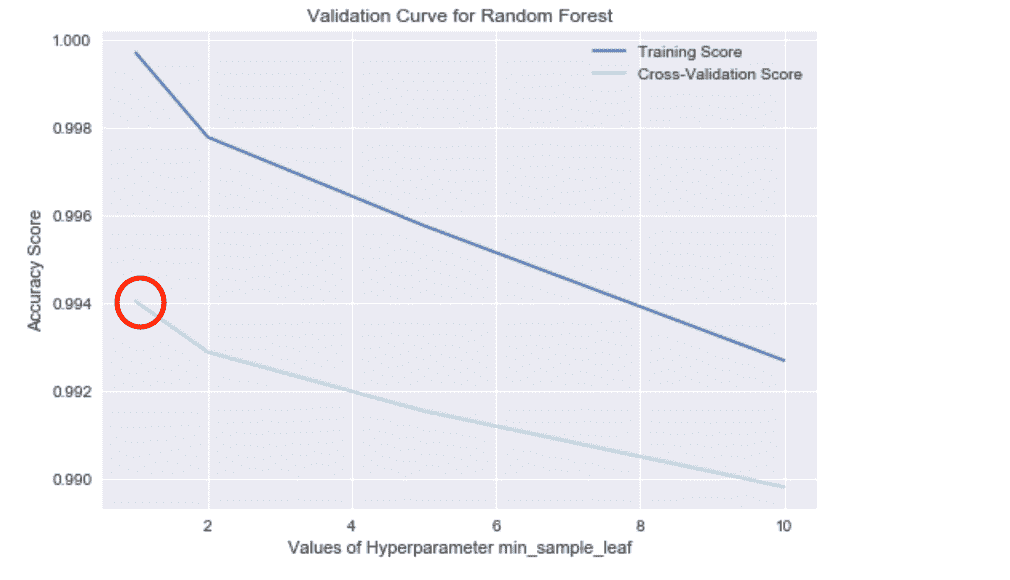 Validation Curve for Random Forest
Training Score
Cross-Validation Score
1.000
0.998
0.996
0.994
0.992
0.990
Accuracy Score
2 4 6 8 10
Values of Hyperparameter min_sample_leaf